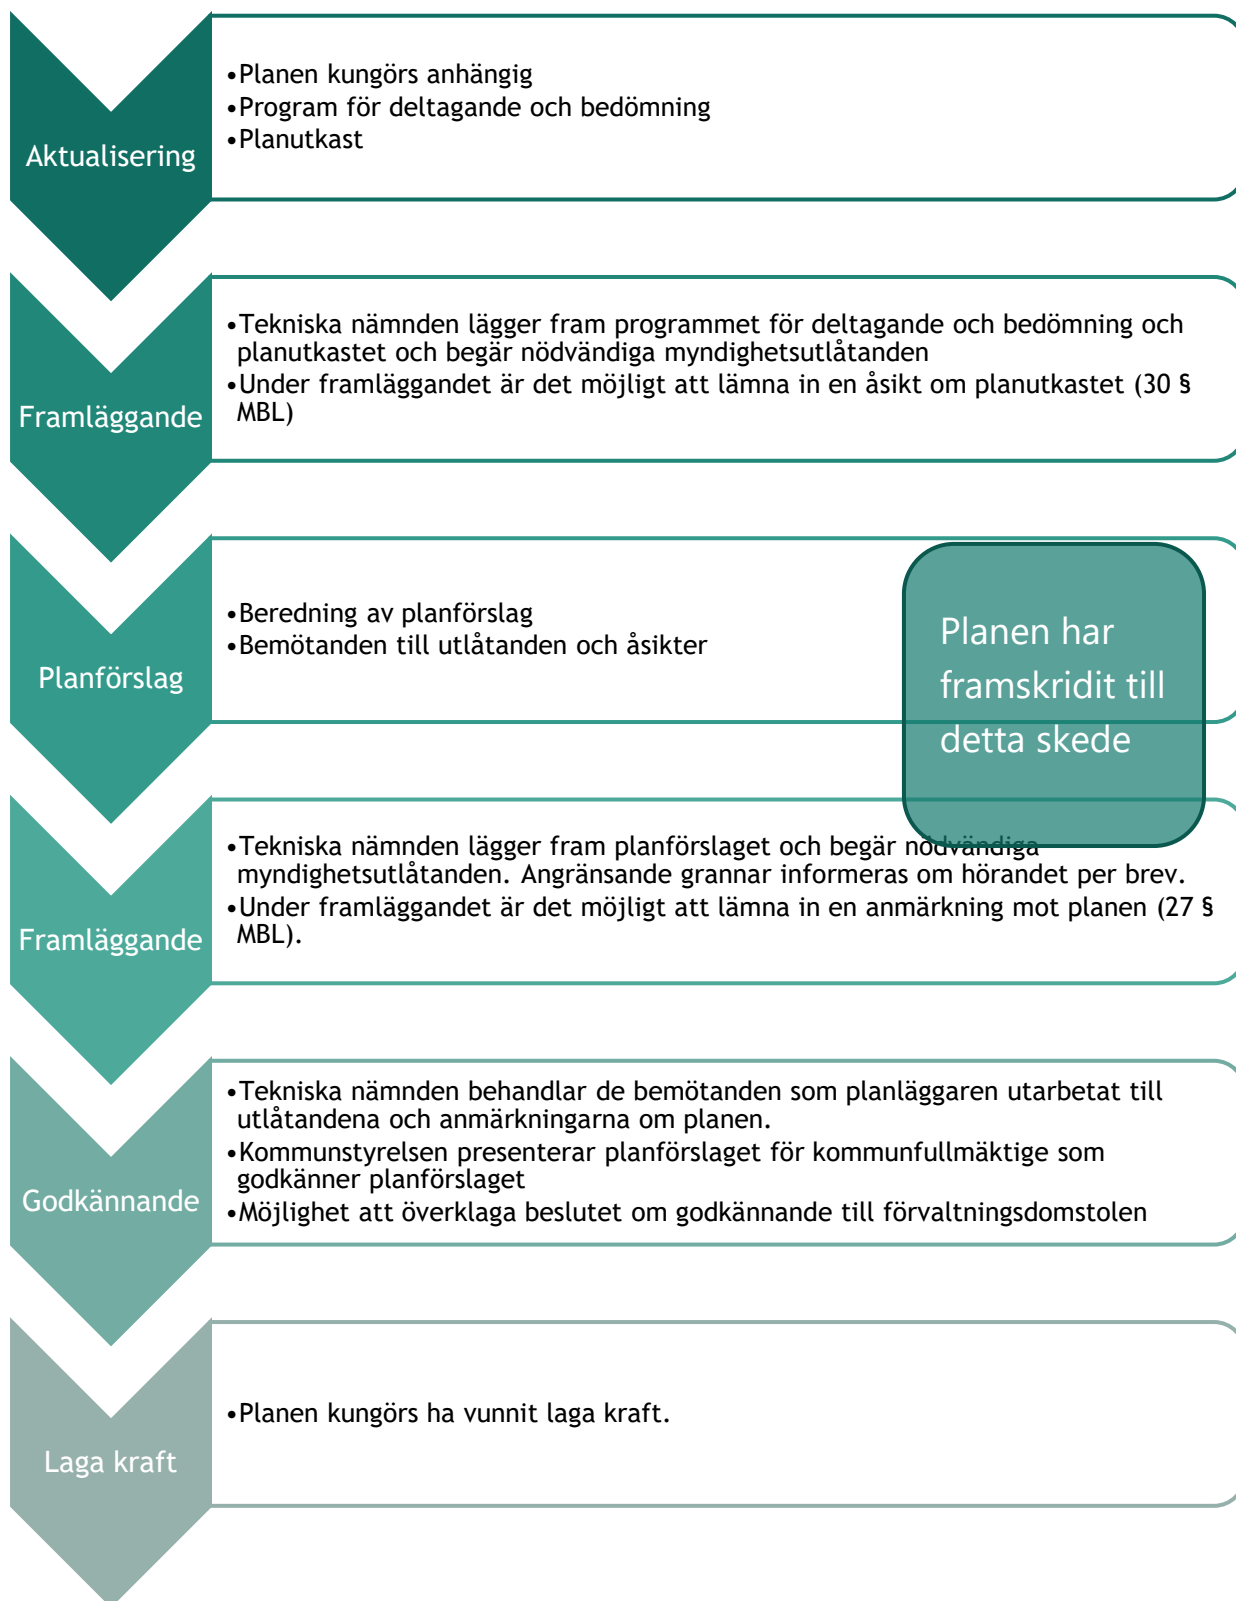 Aktualisering
•Planen kungörs anhängig
•Program för deltagande och bedömning
•Planutkast
Framläggande
•Tekniska nämnden lägger fram programmet för deltagande och bedömning och
planutkastet och begär nödvändiga myndighetsutlåtanden
•Under framläggandet är det möjligt att lämna in en åsikt om planutkastet (30 §
MBL)
Planförslag
•Beredning av planförslag
•Bemötanden till utlåtanden och åsikter
Planen har
framskridit till
detta skede
Framläggande
•Tekniska nämnden lägger fram planförslaget och begär nödvändiga
myndighetsutlåtanden. Angränsande grannar informeras om hörandet per brev.
•Under framläggandet är det möjligt att lämna in en anmärkning mot planen (27 §
MBL).
Godkännande
•Tekniska nämnden behandlar de bemötanden som planläggaren utarbetat till
utlåtandena och anmärkningarna om planen.
•Kommunstyrelsen presenterar planförslaget för kommunfullmäktige som
godkänner planförslaget
•Möjlighet att överklaga beslutet om godkännande till förvaltningsdomstolen
Laga kraft
•Planen kungörs ha vunnit laga kraft.